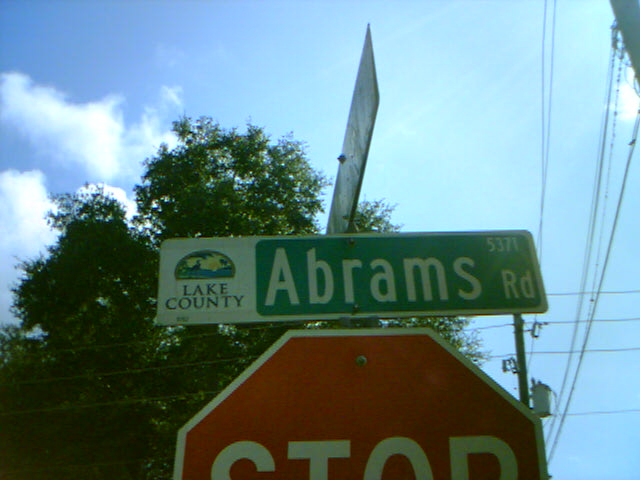 5371
Abrams Rd
LAKE
COUNTY
STOP